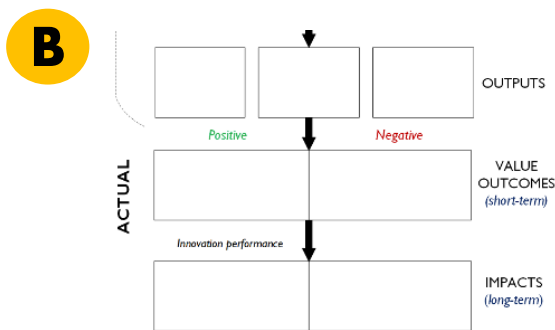 B
OUTPUTS
Positive
Negative
ACTUAL
VALUE
OUTCOMES
(short-term)
Innovation performance
IMPACTS
(long-term)